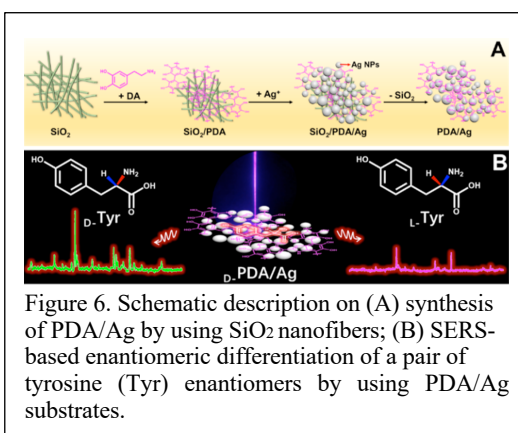 A
Ag NPs
+ DA
+ Ag⁺
- SiO₂
SiO₂
SiO₂/PDA
SiO₂/PDA/Ag
PDA/Ag
B
HO
H
NH₂
OH
O
D-Tyr
HO
H
NH₂
OH
O
L-Tyr
D-PDA/Ag
Figure 6. Schematic description on (A) synthesis
of PDA/Ag by using SiO₂ nanofibers; (B) SERS-
based enantiomeric differentiation of a pair of
tyrosine (Tyr) enantiomers by using PDA/Ag
substrates.